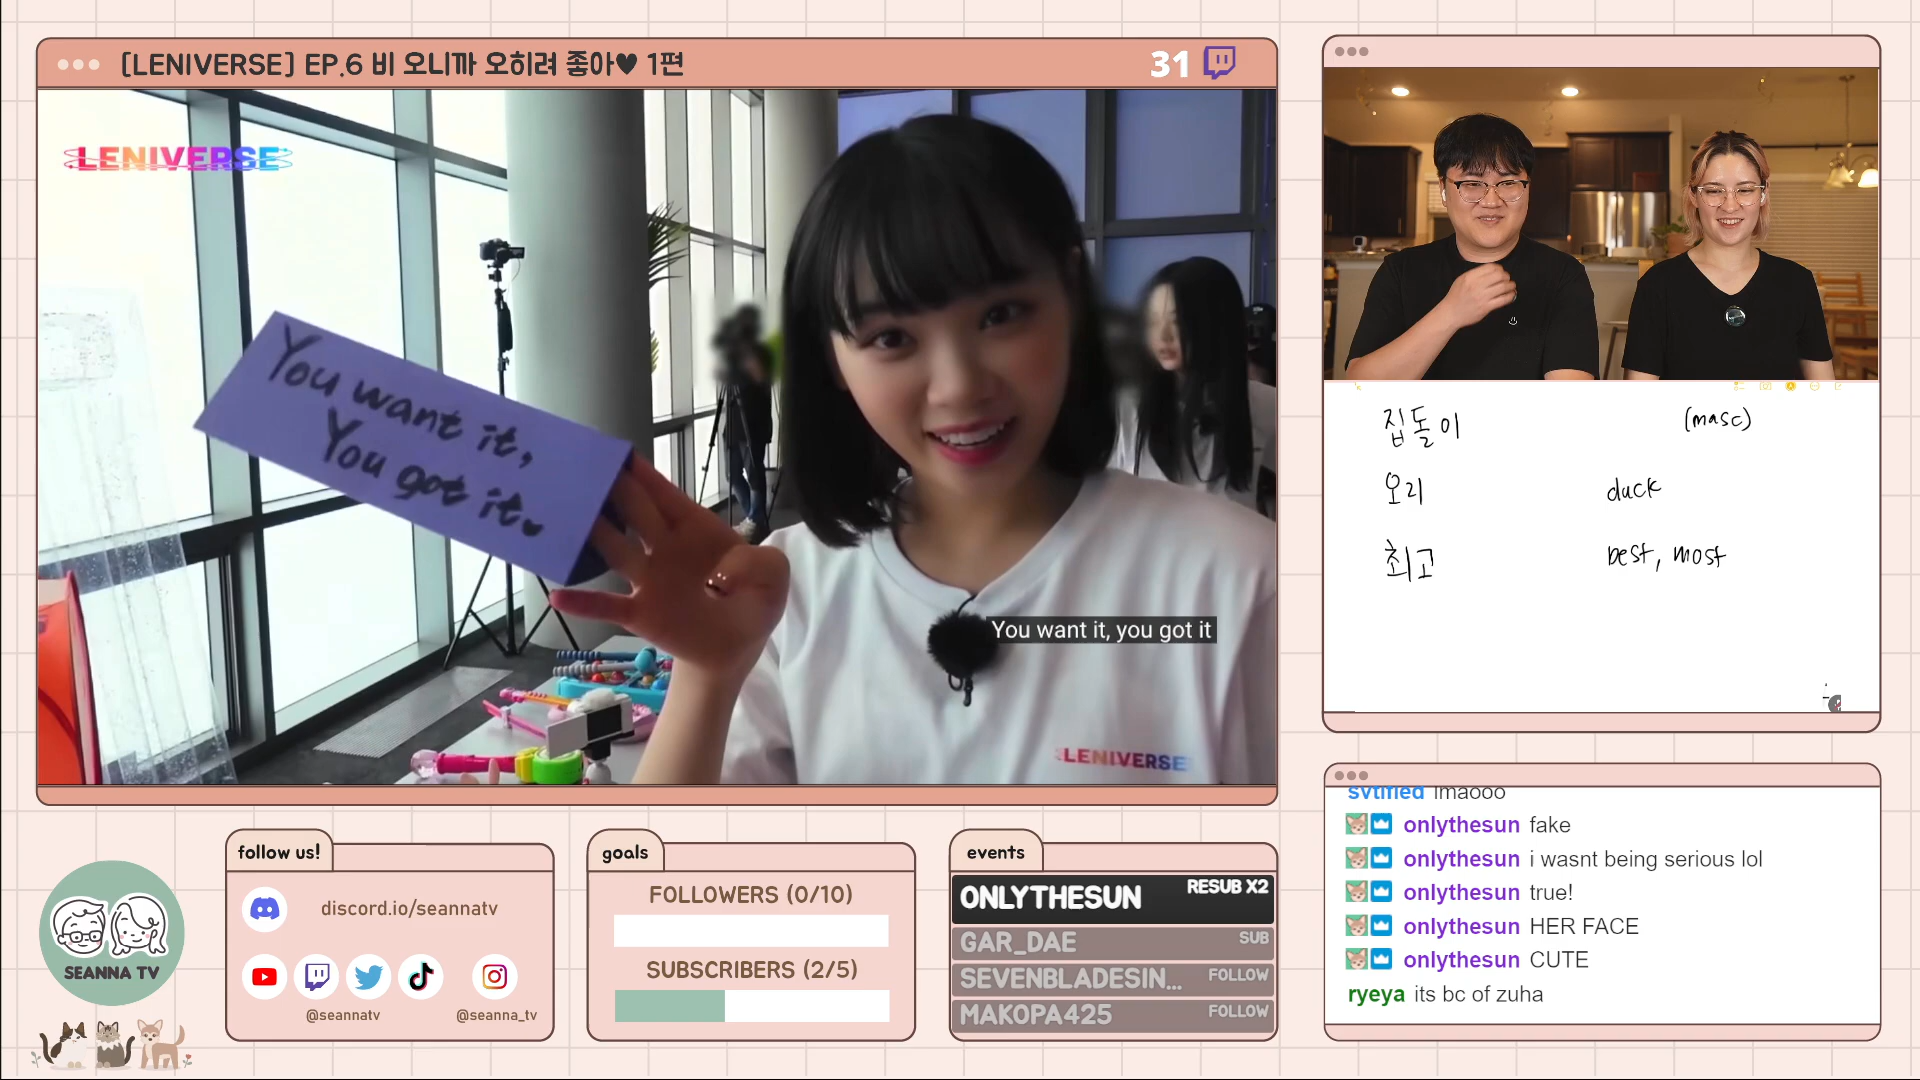 [LENIVERSE] EP.6 비 오니까 오히려 좋아♥ 1편
31
LENIVERSE
You want it,
You got it.
You want it, you got it
LENIVERSE
집돌이 (masc)
오리 duck
최고 best, most
svtified lmaooo
onlythesun fake
onlythesun i wasnt being serious lol
onlythesun true!
onlythesun HER FACE
onlythesun CUTE
ryeya its bc of zuha
SEANNA TV
follow us!
discord.io/seannatv
@seannatv
@seanna_tv
goals
FOLLOWERS (0/10)
SUBSCRIBERS (2/5)
events
ONLYTHESUN RESUB X2
GAR_DAE SUB
SEVENBLADESIN... FOLLOW
MAKOPA425 FOLLOW